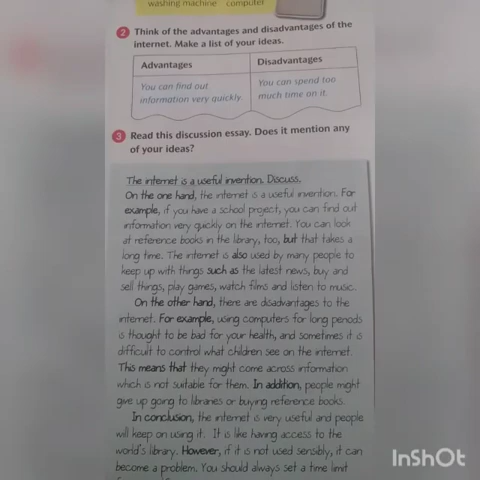 washing machine computer
2 Think of the advantages and disadvantages of the
internet. Make a list of your ideas.
Advantages Disadvantages
You can find out You can spend too
information very quickly. much time on it.
3 Read this discussion essay. Does it mention any
of your ideas?
The internet is a useful invention. Discuss.
On the one hand, the internet is a useful invention. For
example, if you have a school project, you can find out
information very quickly on the internet. You can look
at reference books in the library, too, but that takes a
long time. The internet is also used by many people to
keep up with things such as the latest news, buy and
sell things, play games, watch films and listen to music.
On the other hand, there are disadvantages to the
internet. For example, using computers for long periods
is thought to be bad for your health, and sometimes it is
difficult to control what children see on the internet.
This means that they might come across information
which is not suitable for them. In addition, people might
give up going to libraries or buying reference books.
In conclusion, the internet is very useful and people
will keep on using it. It is like having access to the
world's library. However, if it is not used sensibly, it can
become a problem. You should always set a time limit
InShOt